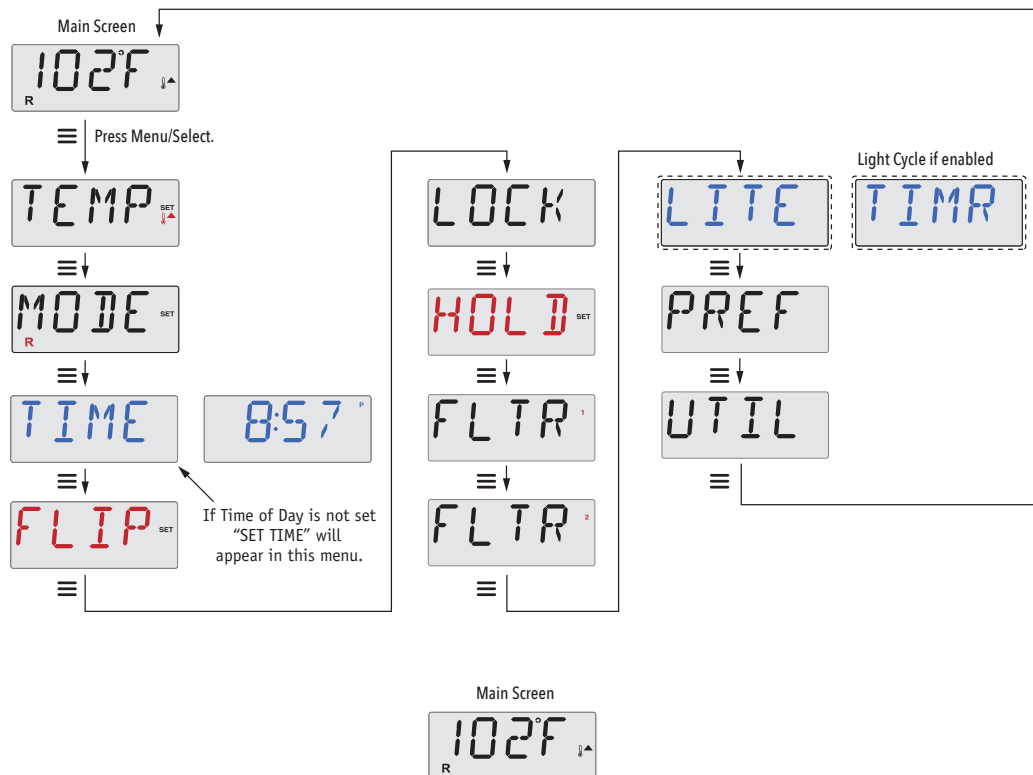 Main Screen
102°F
R
Press Menu/Select.
TEMP SET
MODE SET
R
TIME
8:57 P
FLIP SET
If Time of Day is not set
“SET TIME” will
appear in this menu.
LOCK
HOLD SET
FLTR 1
FLTR 2
Light Cycle if enabled
LITE TIMR
PREF
UTIL
Main Screen
102°F
R